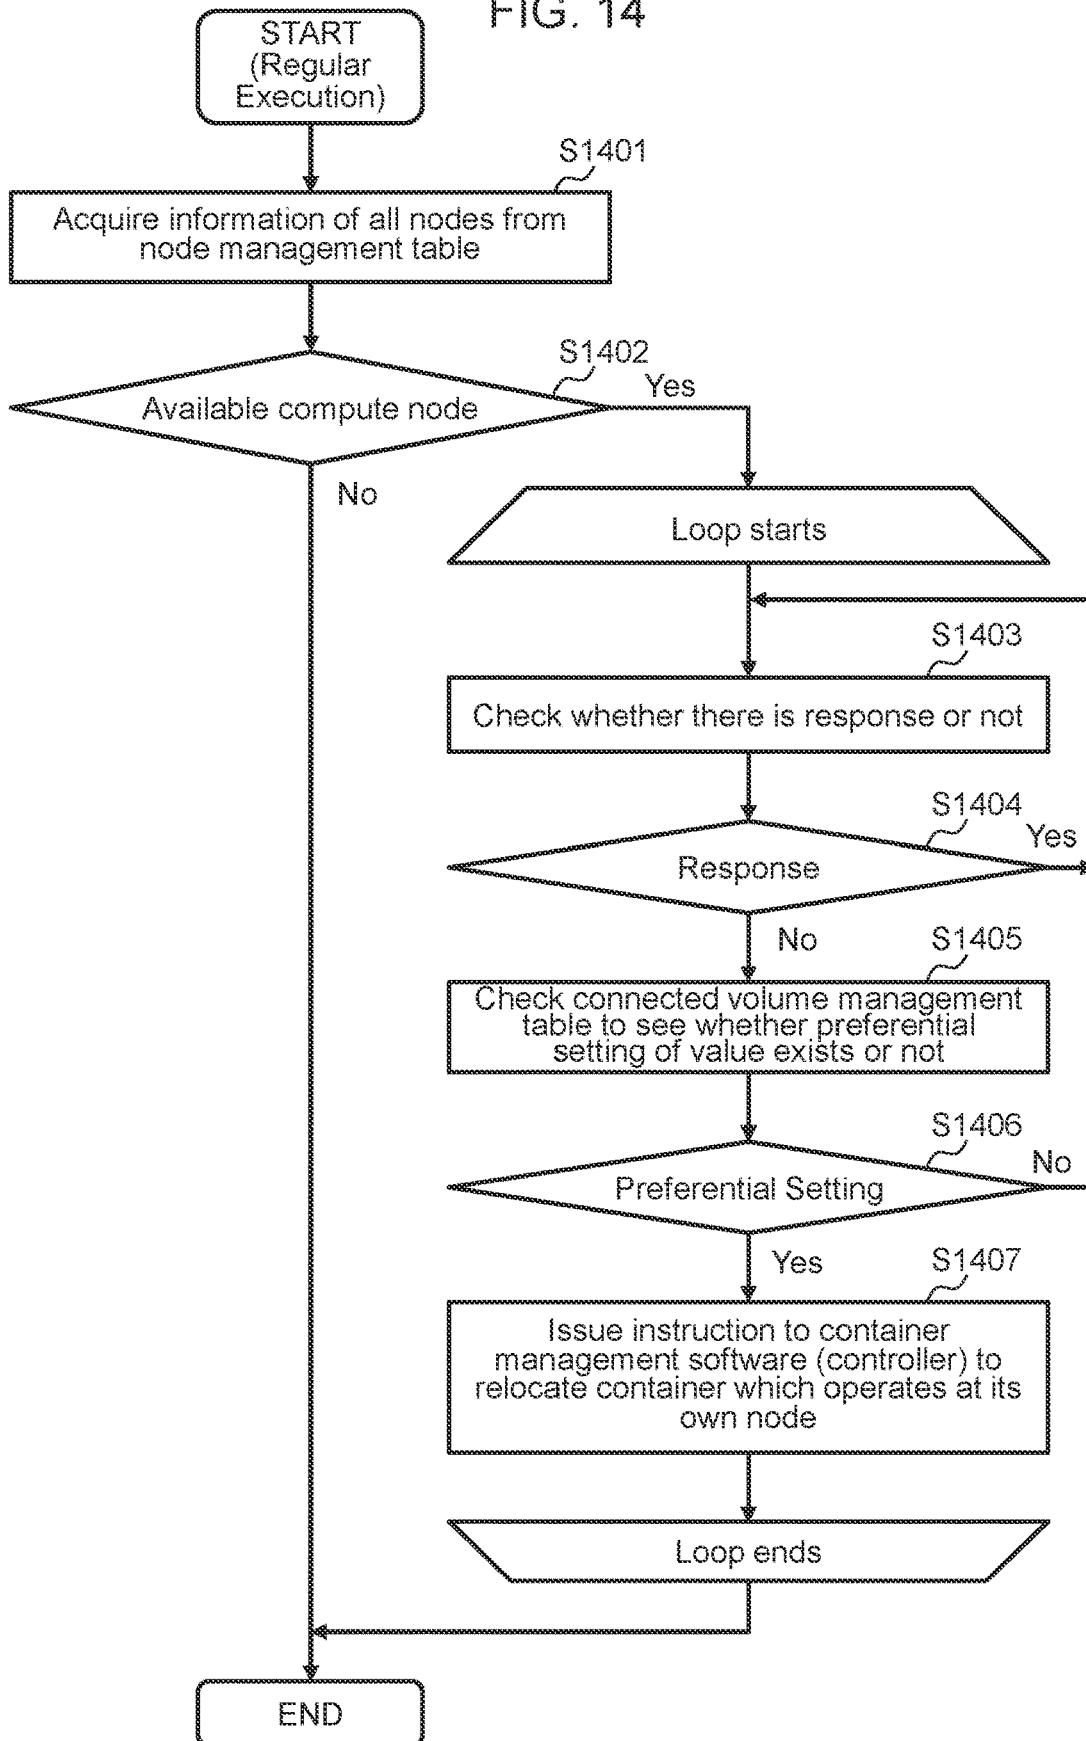 FIG. 14
START
(Regular
Execution)
S1401
Acquire information of all nodes from
node management table
S1402
Available compute node
Yes
No
Loop starts
S1403
Check whether there is response or not
S1404
Response
Yes
No
S1405
Check connected volume management
table to see whether preferential
setting of value exists or not
S1406
Preferential Setting
No
Yes
S1407
Issue instruction to container
management software (controller) to
relocate container which operates at its
own node
Loop ends
END